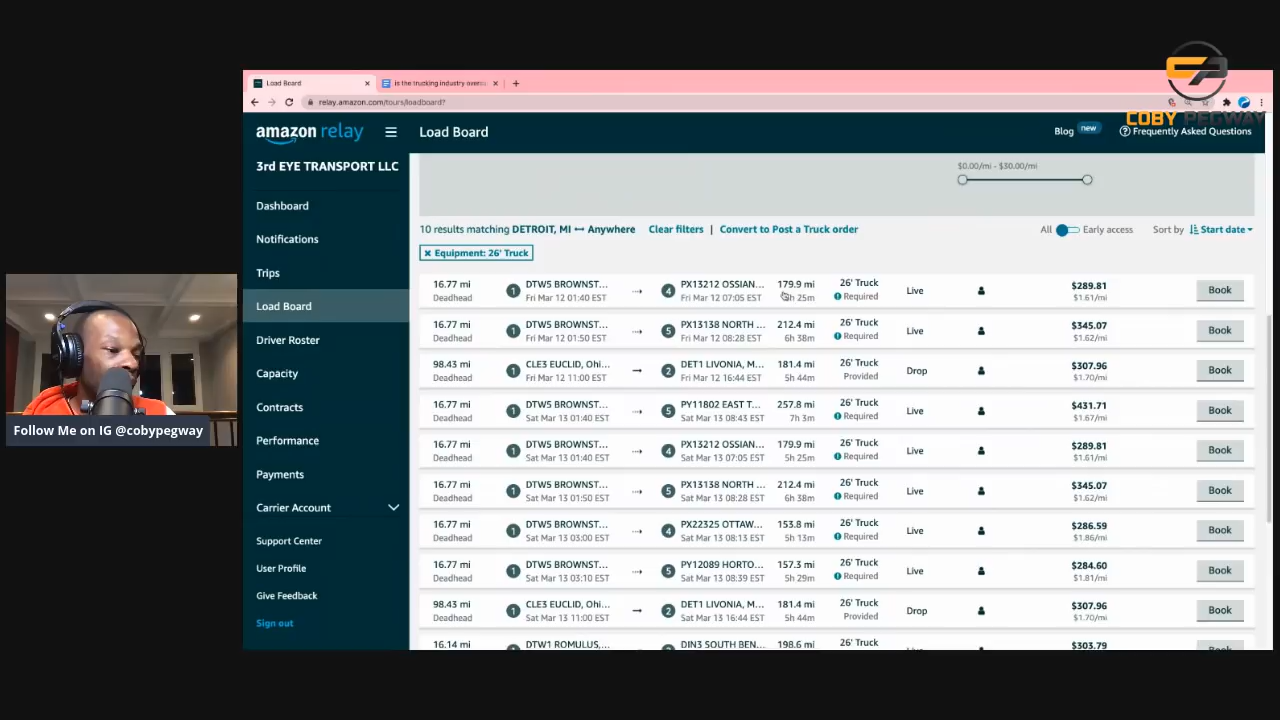 COBY PEGWAY
Load Board
is the trucking industry overs
relay.amazon.com/tours/loadboard?
amazon relay
Load Board
Blog new
Frequently Asked Questions
3rd EYE TRANSPORT LLC
Dashboard
Notifications
Trips
Load Board
Driver Roster
Capacity
Contracts
Performance
Payments
Carrier Account
Support Center
User Profile
Give Feedback
Sign out
Follow Me on IG @cobypegway
$0.00/mi - $30.00/mi
10 results matching DETROIT, MI ↔ Anywhere Clear filters | Convert to Post a Truck order All Early access Sort by Start date
× Equipment: 26' Truck
16.77 mi 1 DTW5 BROWNST... 4 PX13212 OSSIAN... 179.9 mi 26' Truck Live $289.81 Book
Deadhead Fri Mar 12 01:40 EST Fri Mar 12 07:05 EST h 25m Required $1.61/mi
16.77 mi 1 DTW5 BROWNST... 5 PX13138 NORTH ... 212.4 mi 26' Truck Live $345.07 Book
Deadhead Fri Mar 12 01:50 EST Fri Mar 12 08:28 EST 6h 38m Required $1.62/mi
98.43 mi 1 CLE3 EUCLID, Ohi... 2 DET1 LIVONIA, M... 181.4 mi 26' Truck Drop $307.96 Book
Deadhead Fri Mar 12 11:00 EST Fri Mar 12 16:44 EST 5h 44m Provided $1.70/mi
16.77 mi 1 DTW5 BROWNST... 5 PY11802 EAST T... 257.8 mi 26' Truck Live $431.71 Book
Deadhead Sat Mar 13 01:40 EST Sat Mar 13 08:43 EST 7h 3m Required $1.67/mi
16.77 mi 1 DTW5 BROWNST... 4 PX13212 OSSIAN... 179.9 mi 26' Truck Live $289.81 Book
Deadhead Sat Mar 13 01:40 EST Sat Mar 13 07:05 EST 5h 25m Required $1.61/mi
16.77 mi 1 DTW5 BROWNST... 5 PX13138 NORTH ... 212.4 mi 26' Truck Live $345.07 Book
Deadhead Sat Mar 13 01:50 EST Sat Mar 13 08:28 EST 6h 38m Required $1.62/mi
16.77 mi 1 DTW5 BROWNST... 4 PX22325 OTTAW... 153.8 mi 26' Truck Live $286.59 Book
Deadhead Sat Mar 13 03:00 EST Sat Mar 13 08:13 EST 5h 13m Required $1.86/mi
16.77 mi 1 DTW5 BROWNST... 5 PY12089 HORTO... 157.3 mi 26' Truck Live $284.60 Book
Deadhead Sat Mar 13 03:10 EST Sat Mar 13 08:39 EST 5h 29m Required $1.81/mi
98.43 mi 1 CLE3 EUCLID, Ohi... 2 DET1 LIVONIA, M... 181.4 mi 26' Truck Drop $307.96 Book
Deadhead Sat Mar 13 11:00 EST Sat Mar 13 16:44 EST 5h 44m Provided $1.70/mi
16.14 mi DTW1 ROMULUS,... DIN3 SOUTH BEN... 198.6 mi 26' Truck $303.79